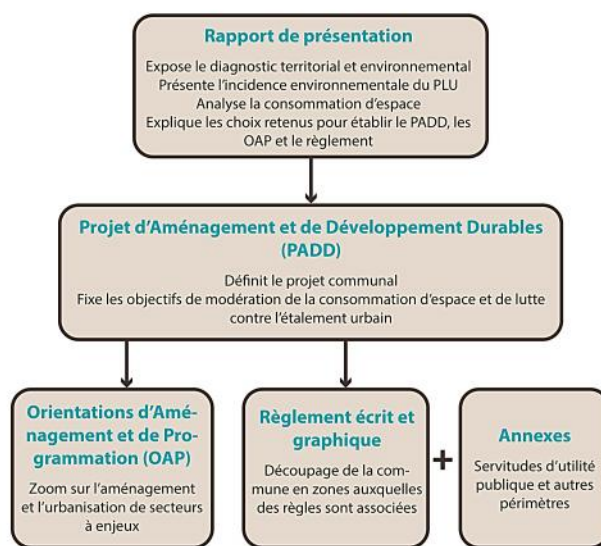 Rapport de présentation
Expose le diagnostic territorial et environnemental
Présente l'incidence environnementale du PLU
Analyse la consommation d'espace
Explique les choix retenus pour établir le PADD, les
OAP et le règlement
Projet d'Aménagement et de Développement Durables
(PADD)
Définit le projet communal
Fixe les objectifs de modération de la consommation d'espace et de lutte
contre l'étalement urbain
Orientations d'Amé-
nagement et de Pro-
grammation (OAP)
Zoom sur l'aménagement
et l'urbanisation de secteurs
à enjeux
Règlement écrit et
graphique
Découpage de la com-
mune en zones auxquelles
des règles sont associées
+
Annexes
Servitudes d'utilité
publique et autres
périmètres